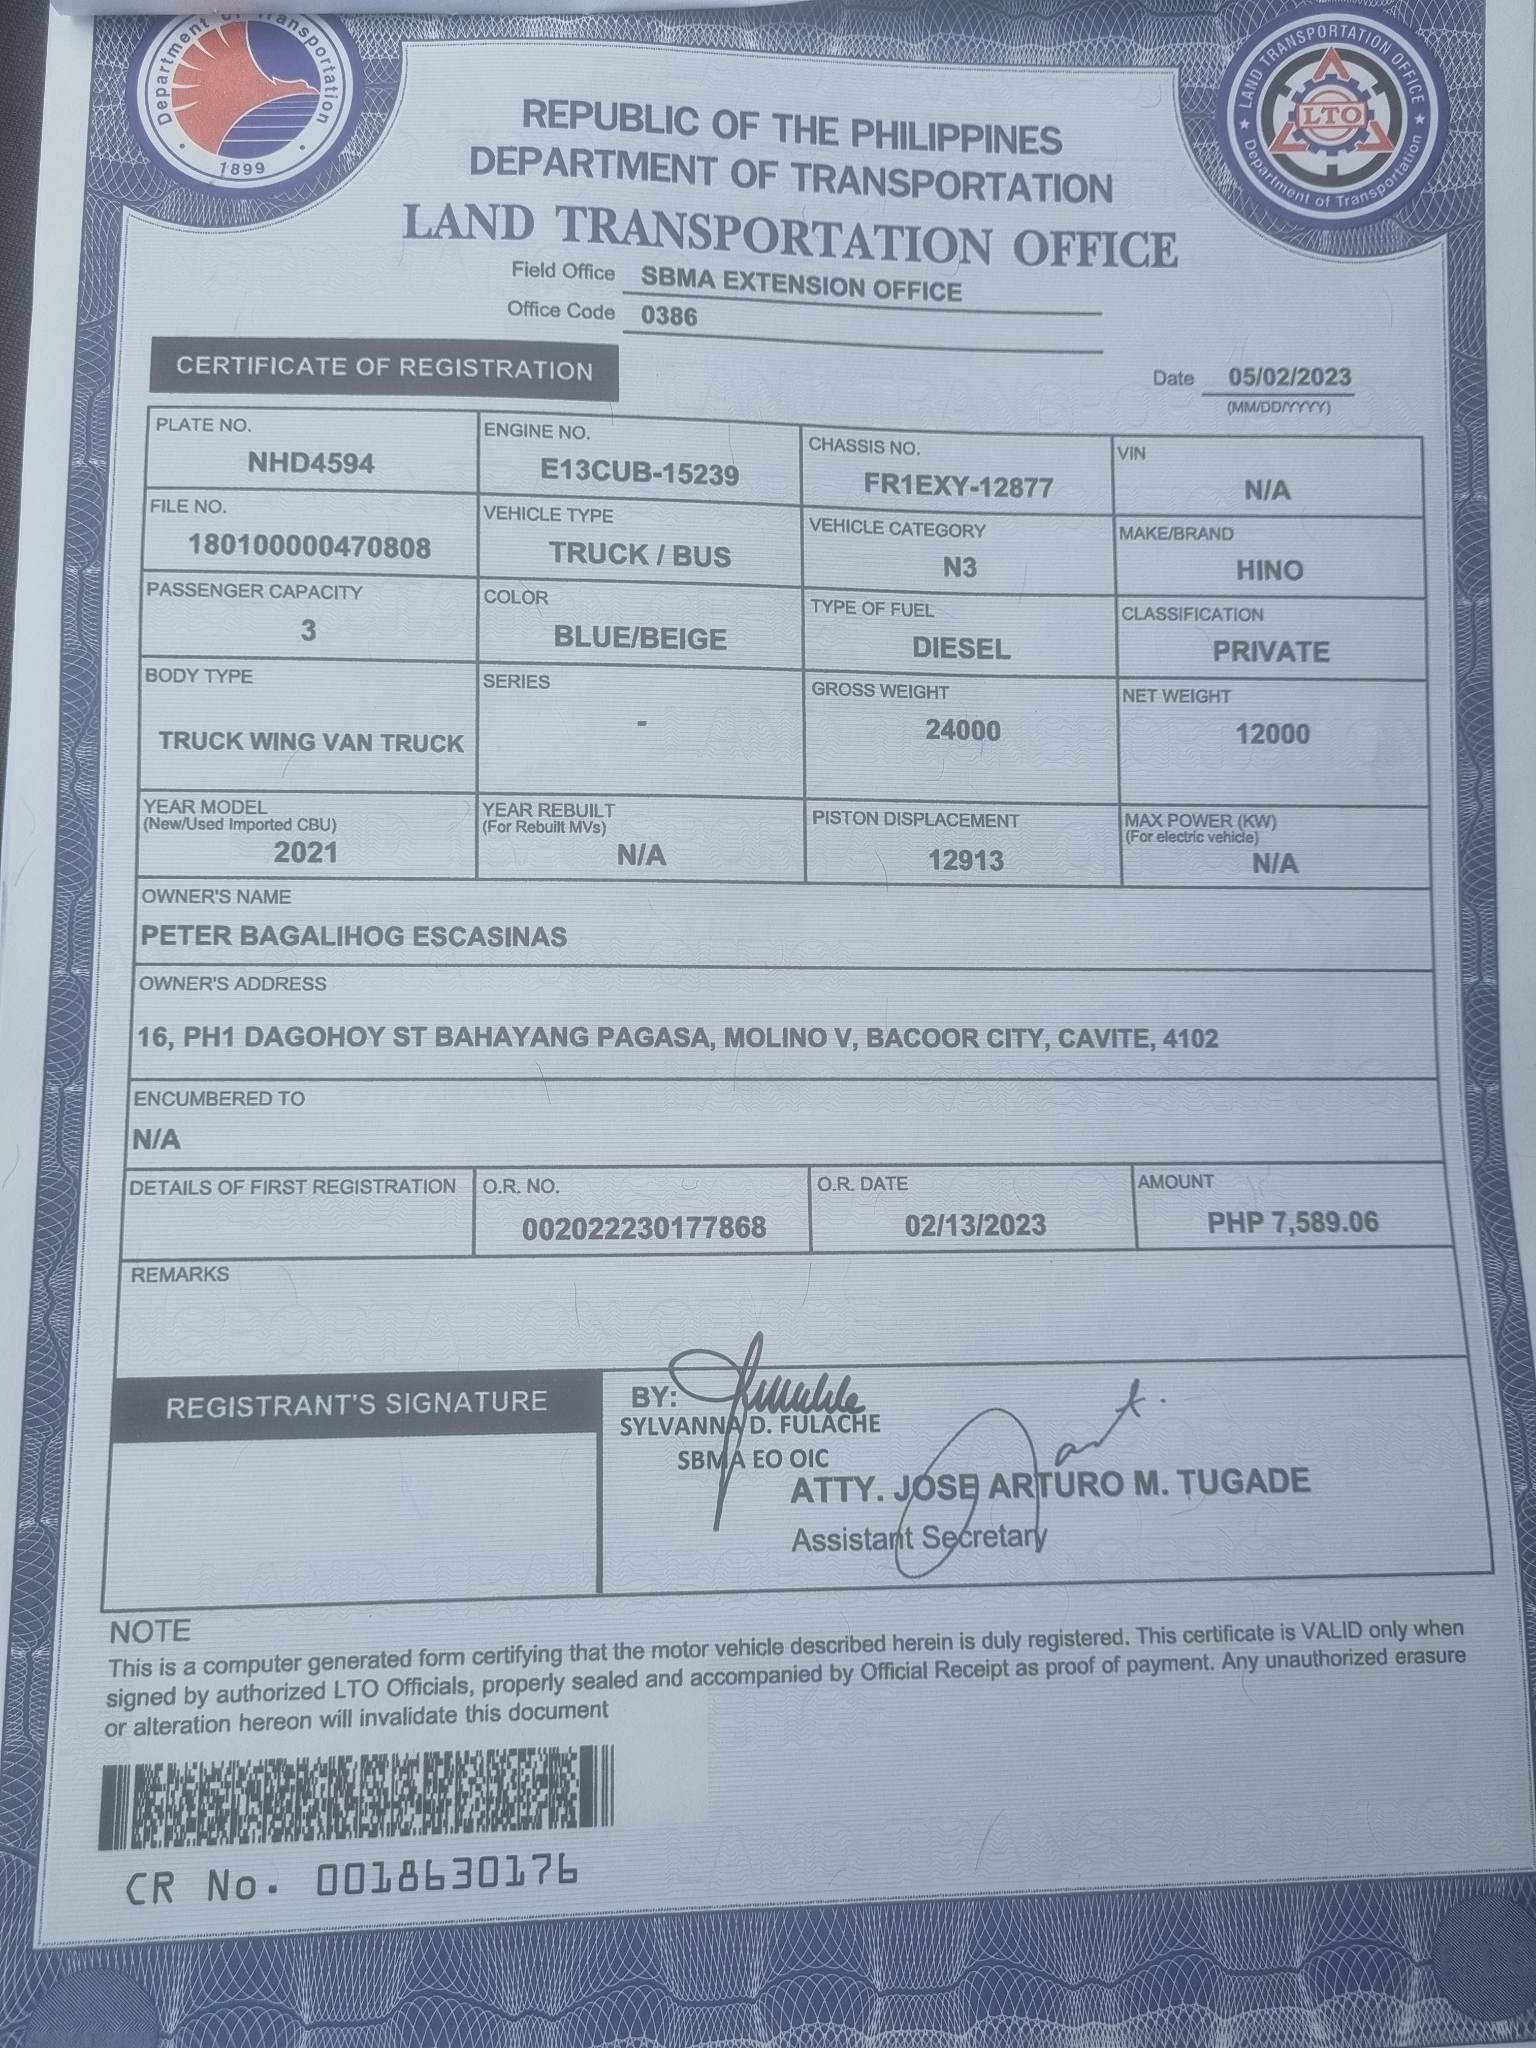 Department of Transportation
1899
LAND TRANSPORTATION OFFICE
LTO
Department of Transportation
REPUBLIC OF THE PHILIPPINES
DEPARTMENT OF TRANSPORTATION
LAND TRANSPORTATION OFFICE
Field Office SBMA EXTENSION OFFICE
Office Code 0386
CERTIFICATE OF REGISTRATION
Date 05/02/2023
(MM/DD/YYYY)
PLATE NO. ENGINE NO. CHASSIS NO. VIN
NHD4594 E13CUB-15239 FR1EXY-12877 N/A
FILE NO. VEHICLE TYPE VEHICLE CATEGORY MAKE/BRAND
180100000470808 TRUCK / BUS N3 HINO
PASSENGER CAPACITY COLOR TYPE OF FUEL CLASSIFICATION
3 BLUE/BEIGE DIESEL PRIVATE
BODY TYPE SERIES GROSS WEIGHT NET WEIGHT
TRUCK WING VAN TRUCK - 24000 12000
YEAR MODEL YEAR REBUILT PISTON DISPLACEMENT MAX POWER (KW)
(New/Used Imported CBU) (For Rebuilt MVs) (For electric vehicle)
2021 N/A 12913 N/A
OWNER'S NAME
PETER BAGALIHOG ESCASINAS
OWNER'S ADDRESS
16, PH1 DAGOHOY ST BAHAYANG PAGASA, MOLINO V, BACOOR CITY, CAVITE, 4102
ENCUMBERED TO
N/A
DETAILS OF FIRST REGISTRATION O.R. NO. O.R. DATE AMOUNT
002022230177868 02/13/2023 PHP 7,589.06
REMARKS
REGISTRANT'S SIGNATURE
BY:
SYLVANNA D. FULACHE
SBMA EO OIC
ATTY. JOSE ARTURO M. TUGADE
Assistant Secretary
NOTE
This is a computer generated form certifying that the motor vehicle described herein is duly registered. This certificate is VALID only when
signed by authorized LTO Officials, properly sealed and accompanied by Official Receipt as proof of payment. Any unauthorized erasure
or alteration hereon will invalidate this document
CR No. 0018630176